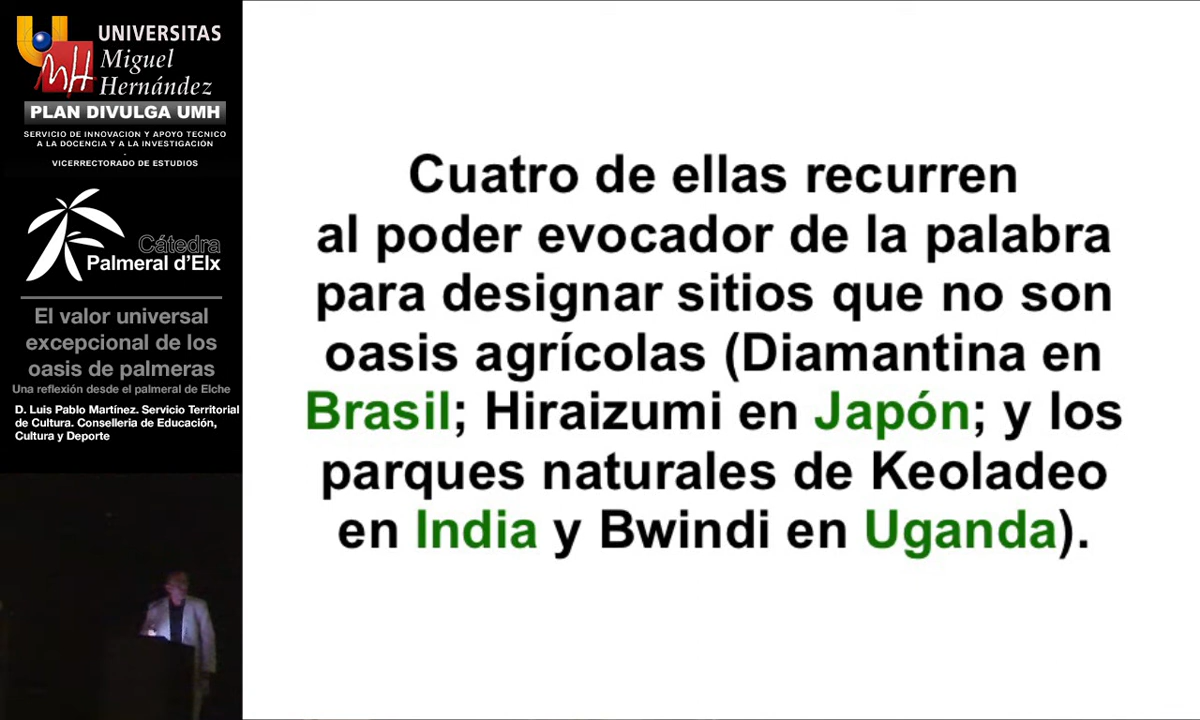 UNIVERSITAS
Miguel
Hernández
PLAN DIVULGA UMH
SERVICIO DE INNOVACION Y APOYO TECNICO
A LA DOCENCIA Y A LA INVESTIGACIÓN
VICERRECTORADO DE ESTUDIOS
Cátedra
Palmeral d'Elx
El valor universal
excepcional de los
oasis de palmeras
Una reflexión desde el palmeral de Elche
D. Luis Pablo Martínez. Servicio Territorial
de Cultura. Conselleria de Educación,
Cultura y Deporte
Cuatro de ellas recurren
al poder evocador de la palabra
para designar sitios que no son
oasis agrícolas (Diamantina en
Brasil; Hiraizumi en Japón; y los
parques naturales de Keoladeo
en India y Bwindi en Uganda).